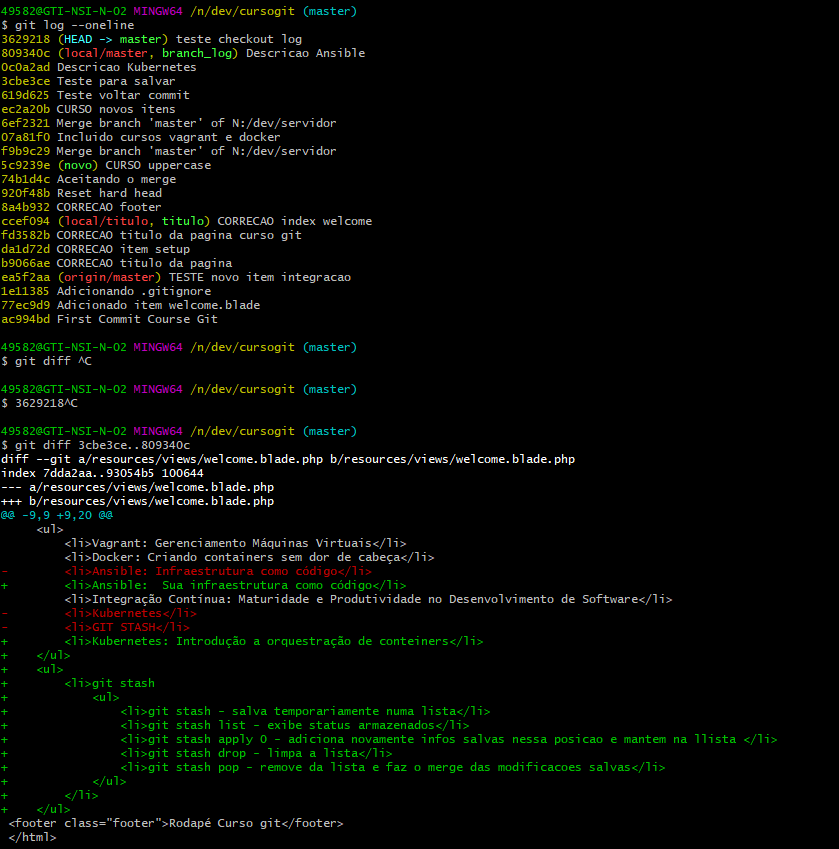 49582@GTI-NSI-N-02 MINGW64 /n/dev/cursogit (master)
$ git log --oneline
3629218 (HEAD -> master) teste checkout log
809340c (local/master, branch_log) Descricao Ansible
0c0a2ad Descricao Kubernetes
3cbe3ce Teste para salvar
619d625 Teste voltar commit
ec2a20b CURSO novos itens
6ef2321 Merge branch 'master' of N:/dev/servidor
07a81f0 Incluido cursos vagrant e docker
f9b9c29 Merge branch 'master' of N:/dev/servidor
5c9239e (novo) CURSO uppercase
74b1d4c Aceitando o merge
920f48b Reset hard head
8a4b932 CORRECAO footer
ccef094 (local/titulo, titulo) CORRECAO index welcome
fd3582b CORRECAO titulo da pagina curso git
da1d72d CORRECAO item setup
b9066ae CORRECAO titulo da pagina
ea5f2aa (origin/master) TESTE novo item integracao
1e11385 Adicionando .gitignore
77ec9d9 Adicionado item welcome.blade
ac994bd First Commit Course Git
49582@GTI-NSI-N-02 MINGW64 /n/dev/cursogit (master)
$ git diff ^C
49582@GTI-NSI-N-02 MINGW64 /n/dev/cursogit (master)
$ 3629218^C
49582@GTI-NSI-N-02 MINGW64 /n/dev/cursogit (master)
$ git diff 3cbe3ce..809340c
diff --git a/resources/views/welcome.blade.php b/resources/views/welcome.blade.php
index 7dda2aa..93054b5 100644
--- a/resources/views/welcome.blade.php
+++ b/resources/views/welcome.blade.php
@@ -9,9 +9,20 @@
     <ul>
         <li>Vagrant: Gerenciamento Máquinas Virtuais</li>
         <li>Docker: Criando containers sem dor de cabeça</li>
-        <li>Ansible: Infraestrutura como código</li>
+        <li>Ansible:  Sua infraestrutura como código</li>
         <li>Integração Contínua: Maturidade e Produtividade no Desenvolvimento de Software</li>
-        <li>Kubernetes</li>
-        <li>GIT STASH</li>
+        <li>Kubernetes: Introdução a orquestração de conteiners</li>
+    </ul>
+    <ul>
+        <li>git stash
+            <ul>
+                <li>git stash - salva temporariamente numa lista</li>
+                <li>git stash list - exibe status armazenados</li>
+                <li>git stash apply 0 - adiciona novamente infos salvas nessa posicao e mantem na llista </li>
+                <li>git stash drop - limpa a lista</li>
+                <li>git stash pop - remove da lista e faz o merge das modificacoes salvas</li>
+            </ul>
+        </li>
+    </ul>
 <footer class="footer">Rodapé Curso git</footer>
 </html>